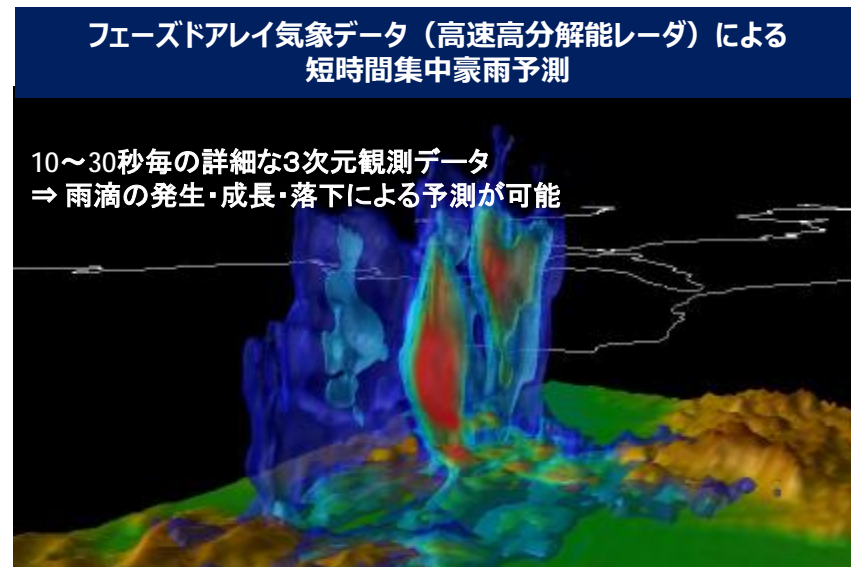 フェーズドアレイ気象データ（高速高分解能レーダ）による
短時間集中豪雨予測
10～30秒毎の詳細な３次元観測データ
⇒ 雨滴の発生・成長・落下による予測が可能